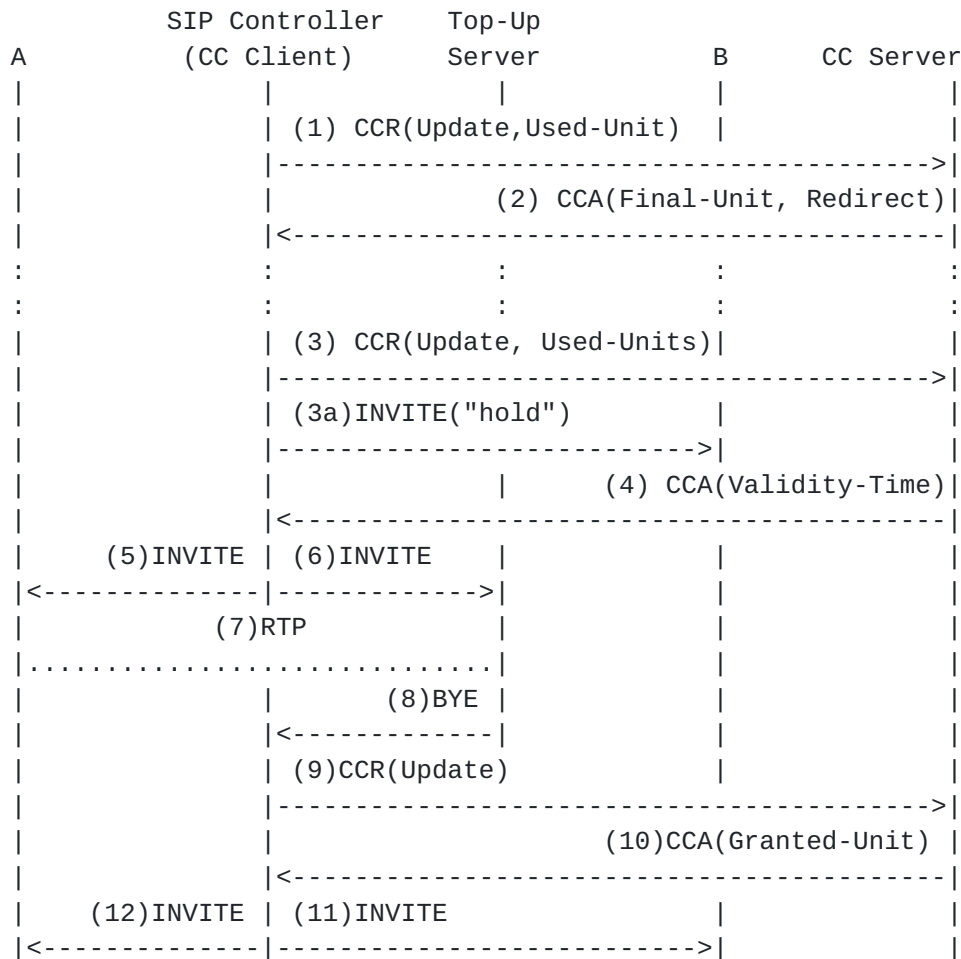 SIP Controller Top-Up
A (CC Client) Server B CC Server
(1) CCR(Update,Used-Unit)
(2) CCA(Final-Unit, Redirect)
(3) CCR(Update, Used-Units)
(3a)INVITE("hold")
(4) CCA(Validity-Time)
(5)INVITE (6)INVITE
(7)RTP
(8)BYE
(9)CCR(Update)
(10)CCA(Granted-Unit)
(12)INVITE (11)INVITE